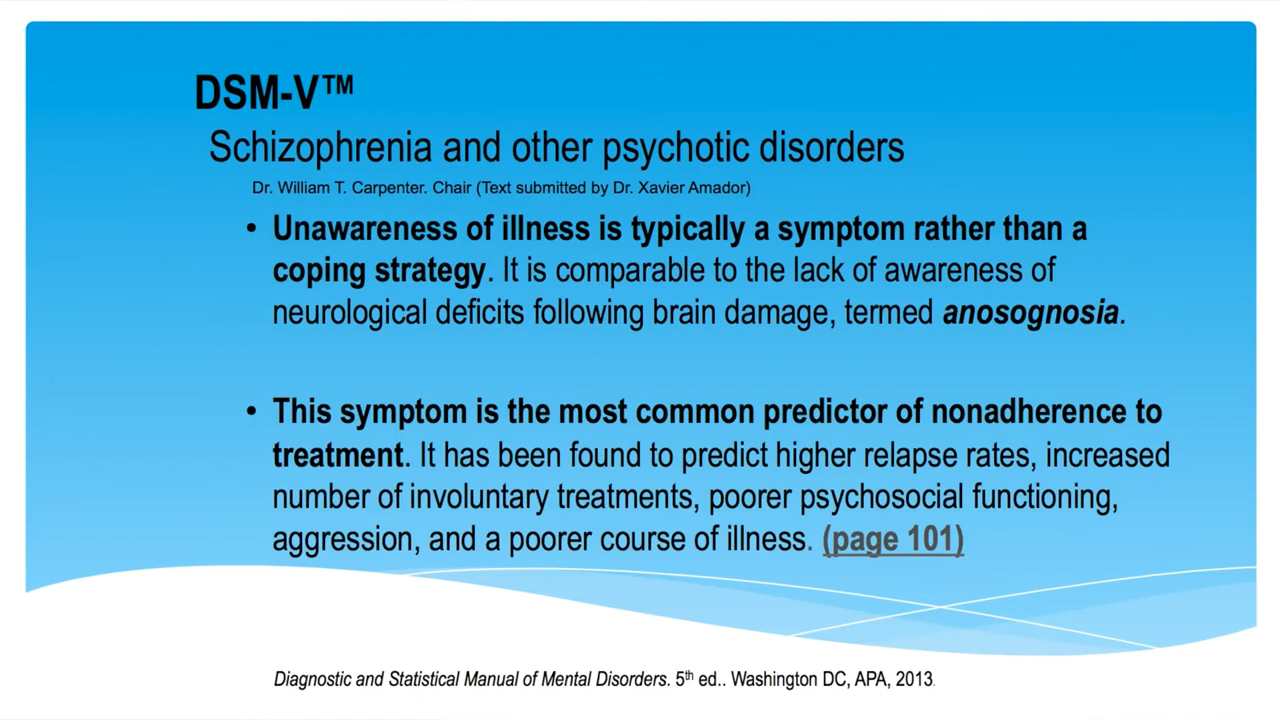 DSM-V™
Schizophrenia and other psychotic disorders
Dr. William T. Carpenter. Chair (Text submitted by Dr. Xavier Amador)
• Unawareness of illness is typically a symptom rather than a
coping strategy. It is comparable to the lack of awareness of
neurological deficits following brain damage, termed anosognosia.
• This symptom is the most common predictor of nonadherence to
treatment. It has been found to predict higher relapse rates, increased
number of involuntary treatments, poorer psychosocial functioning,
aggression, and a poorer course of illness. (page 101)
Diagnostic and Statistical Manual of Mental Disorders. 5th ed.. Washington DC, APA, 2013.